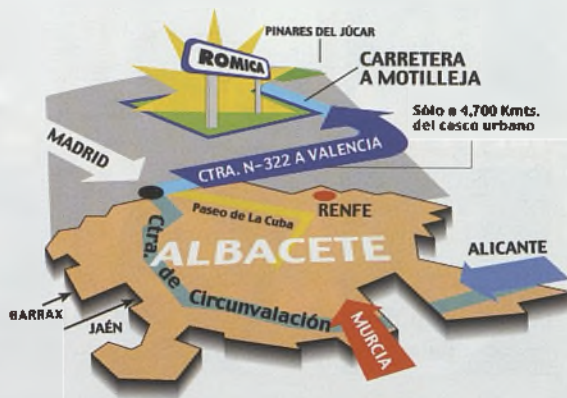 PINARES DEL JÚCAR
ROMICA
CARRETERA
A MOTILLEJA
Sólo a 4,700 Kmts.
del casco urbano
MADRID
CTRA. N-322 A VALENCIA
Paseo de La Cuba
RENFE
ALBACETE
ALICANTE
Ctra. de Circunvalación
BARRAX
JAÉN
MURCIA